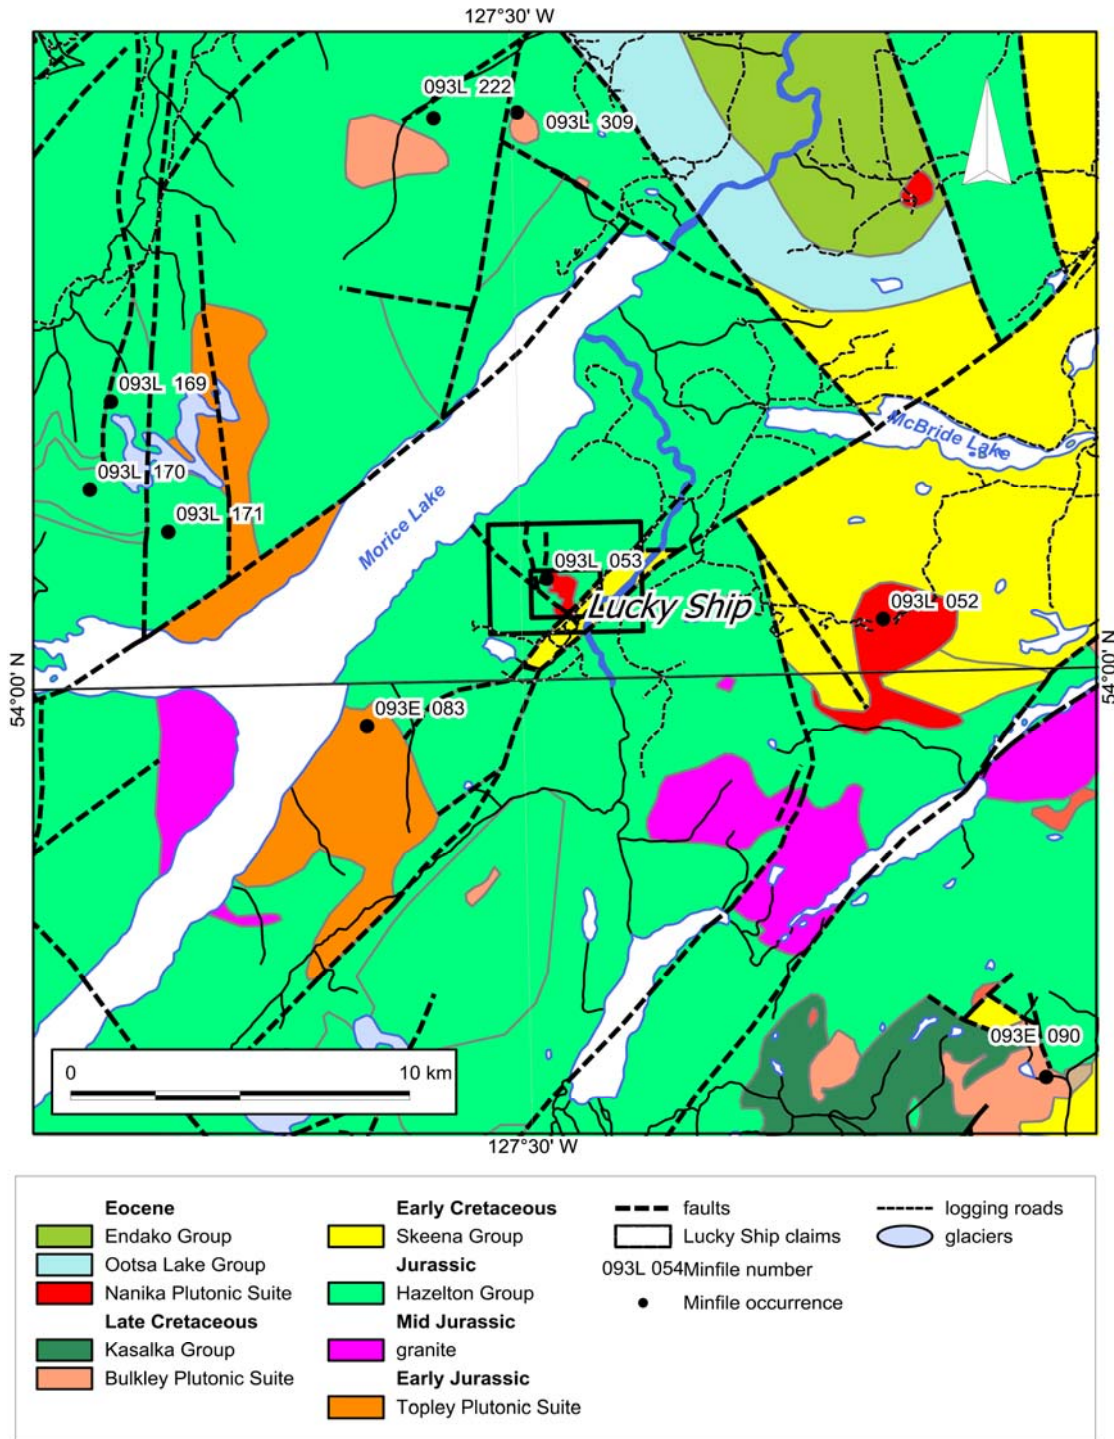 127°30' W
093L 222
093L 309
093L 169
McBride Lake
093L 170
Morice Lake
093L 171
093L 053
Lucky Ship
093L 052
54°00' N
54°00' N
093E 083
093E 090
0 10 km
127°30' W
Eocene
Endako Group
Ootsa Lake Group
Nanika Plutonic Suite
Late Cretaceous
Kasalka Group
Bulkley Plutonic Suite
Early Cretaceous
Skeena Group
Jurassic
Hazelton Group
Mid Jurassic
granite
Early Jurassic
Topley Plutonic Suite
faults
Lucky Ship claims
093L 054 Minfile number
Minfile occurrence
logging roads
glaciers